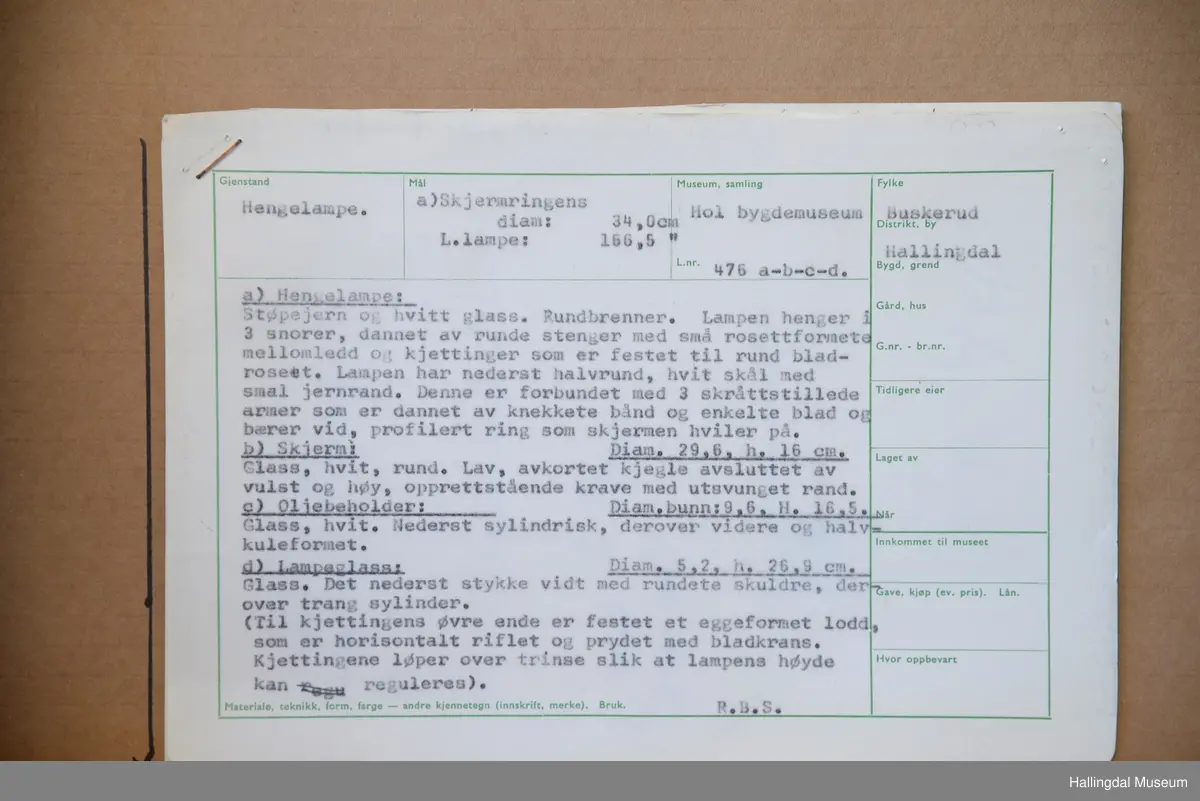 Gjenstand
Hengelampe.
Mål
a)Skjermringens
diam: 34,0cm
L.lampe: 166,5 "
Museum, samling
Hol bygdemuseum
L.nr. 476 a-b-c-d.
Fylke
Buskerud
Distrikt, by
Hallingdal
Bygd, grend
Gård, hus
G.nr. - br.nr.
Tidligere eier
Laget av
Når
Innkommet til museet
Gave, kjøp (ev. pris). Lån.
Hvor oppbevart
a) Hengelampe:
Støpejern og hvitt glass. Rundbrenner. Lampen henger i
3 snorer, dannet av runde stenger med små rosettformete
mellomledd og kjettinger som er festet til rund blad-
roseet. Lampen har nederst halvrund, hvit skål med
smal jernrand. Denne er forbundet med 3 skråttstillede
armer som er dannet av knekkete bånd og enkelte blad og
bærer vid, profilert ring som skjermen hviler på.
b) Skjerm: Diam. 29,6, h. 16 cm.
Glass, hvit, rund. Lav, avkortet kjegle avsluttet av
vulst og høy, opprettstående krave med utsvunget rand.
c) Oljebeholder: Diam.bunn:9,6, H. 16,5.
Glass, hvit. Nederst sylindrisk, derover videre og halv-
kuleformet.
d) Lampeglass: Diam. 5,2, h. 26,8 cm.
Glass. Det nederst stykke vidt med rundete skuldre, der-
over trang sylinder.
(Til kjettingens øvre ende er festet et eggeformet lodd,
som er horisontalt riflet og prydet med bladkrans.
Kjettingene løper over trinse slik at lampens høyde
kan regu reguleres).
Materiale, teknikk, form, farge — andre kjennetegn (innskrift, merke). Bruk.
R.B.S.
Hallingdal Museum